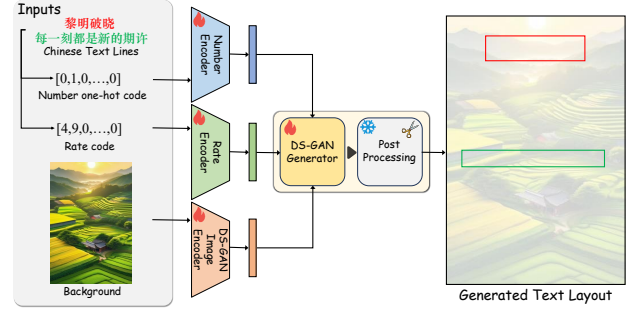 Inputs
黎明破晓
每一刻都是新的期许
Chinese Text Lines
[0,1,0,...,0]
Number one-hot code
[4,9,0,...,0]
Rate code
Background
Number Encoder
Rate Encoder
DS-GAN Image Encoder
DS-GAN Generator
Post Processing
Generated Text Layout